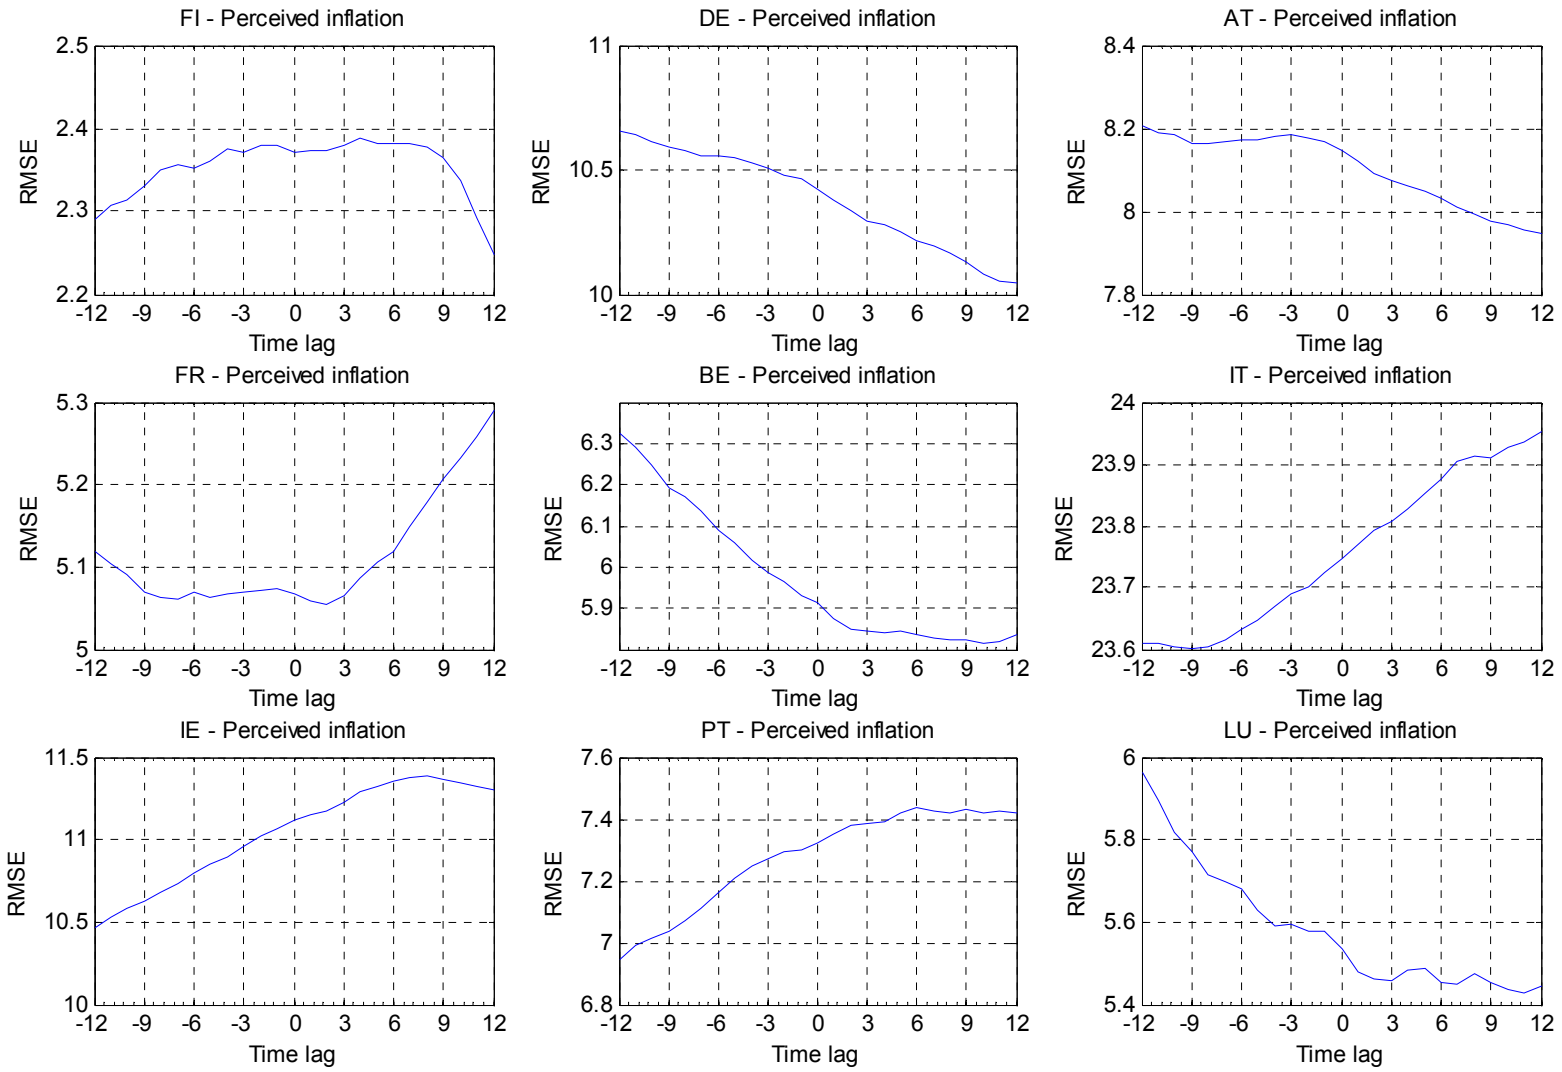 FI - Perceived inflation
DE - Perceived inflation
AT - Perceived inflation
2.5
2.4
2.3
2.2
RMSE
-12 -9 -6 -3 0 3 6 9 12
Time lag
11
10.5
10
RMSE
-12 -9 -6 -3 0 3 6 9 12
Time lag
8.4
8.2
8
7.8
RMSE
-12 -9 -6 -3 0 3 6 9 12
Time lag
FR - Perceived inflation
BE - Perceived inflation
IT - Perceived inflation
5.3
5.2
5.1
5
RMSE
-12 -9 -6 -3 0 3 6 9 12
Time lag
6.3
6.2
6.1
6
5.9
RMSE
-12 -9 -6 -3 0 3 6 9 12
Time lag
24
23.9
23.8
23.7
23.6
RMSE
-12 -9 -6 -3 0 3 6 9 12
Time lag
IE - Perceived inflation
PT - Perceived inflation
LU - Perceived inflation
11.5
11
10.5
10
RMSE
-12 -9 -6 -3 0 3 6 9 12
Time lag
7.6
7.4
7.2
7
6.8
RMSE
-12 -9 -6 -3 0 3 6 9 12
Time lag
6
5.8
5.6
5.4
RMSE
-12 -9 -6 -3 0 3 6 9 12
Time lag